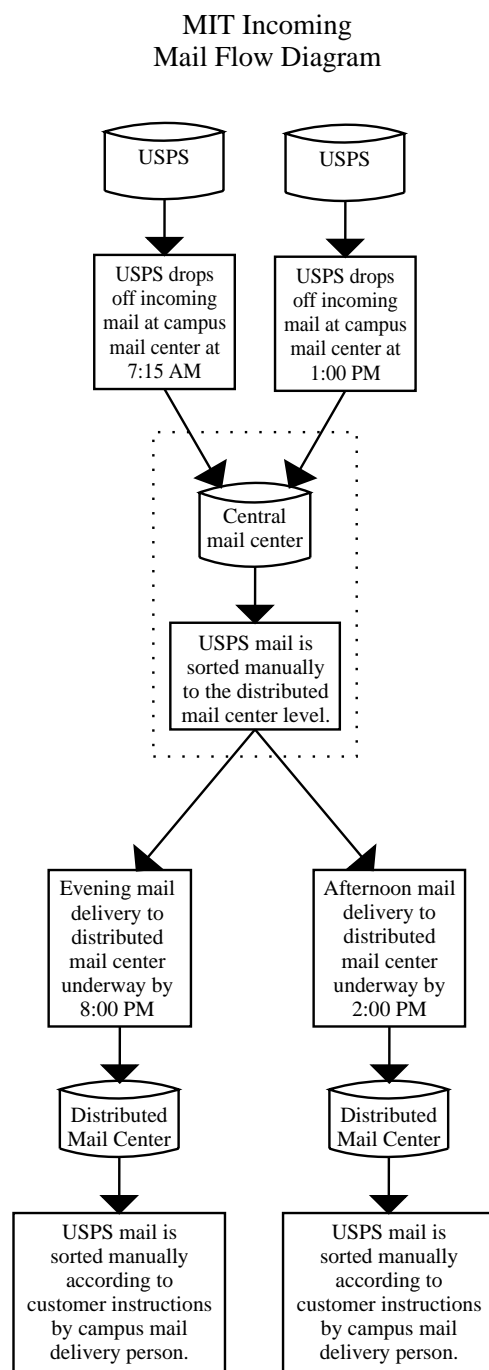 MIT Incoming
Mail Flow Diagram
USPS
USPS
USPS drops
off incoming
mail at campus
mail center at
7:15 AM
USPS drops
off incoming
mail at campus
mail center at
1:00 PM
Central
mail center
USPS mail is
sorted manually
to the distributed
mail center level.
Evening mail
delivery to
distributed
mail center
underway by
8:00 PM
Afternoon mail
delivery to
distributed
mail center
underway by
2:00 PM
Distributed
Mail Center
Distributed
Mail Center
USPS mail is
sorted manually
according to
customer instructions
by campus mail
delivery person.
USPS mail is
sorted manually
according to
customer instructions
by campus mail
delivery person.